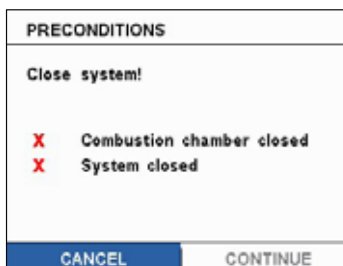 PRECONDITIONS
Close system!
X Combustion chamber closed
X System closed
CANCEL CONTINUE